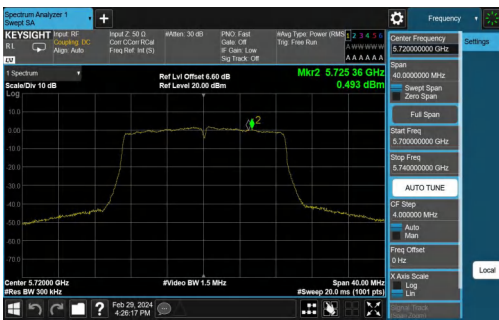 Spectrum Analyzer 1
Swept SA
+
Frequency
KEYSIGHT
Input: RF
Input Z: 50 Ω
#Atten: 30 dB
PNO: Fast
#Avg Type: Power (RMS
1 2 3 4 5 6
RL
Coupling: DC
Corr CCorr RCal
Gate: Off
Trig: Free Run
A WWWWW
Align: Auto
Freq Ref: Int (S)
IF Gain: Low
Sig Track: Off
A A A A A A
LV
1 Spectrum
Ref Lvl Offset 6.60 dB
Mkr2 5.725 36 GHz
Scale/Div 10 dB
Ref Level 20.00 dBm
0.493 dBm
Log
10.0
0.00
-10.0
-20.0
-30.0
-40.0
-50.0
-60.0
-70.0
2
Center 5.72000 GHz
#Video BW 1.5 MHz
Span 40.00 MHz
#Res BW 300 kHz
#Sweep 20.0 ms (1001 pts)
Feb 29, 2024
4:26:17 PM
?
Center Frequency
5.720000000 GHz
Settings
Span
40.0000000 MHz
Swept Span
Zero Span
Full Span
Start Freq
5.700000000 GHz
Stop Freq
5.740000000 GHz
AUTO TUNE
CF Step
4.000000 MHz
Auto
Man
Freq Offset
0 Hz
X Axis Scale
Log
Lin
Local
Signal Track